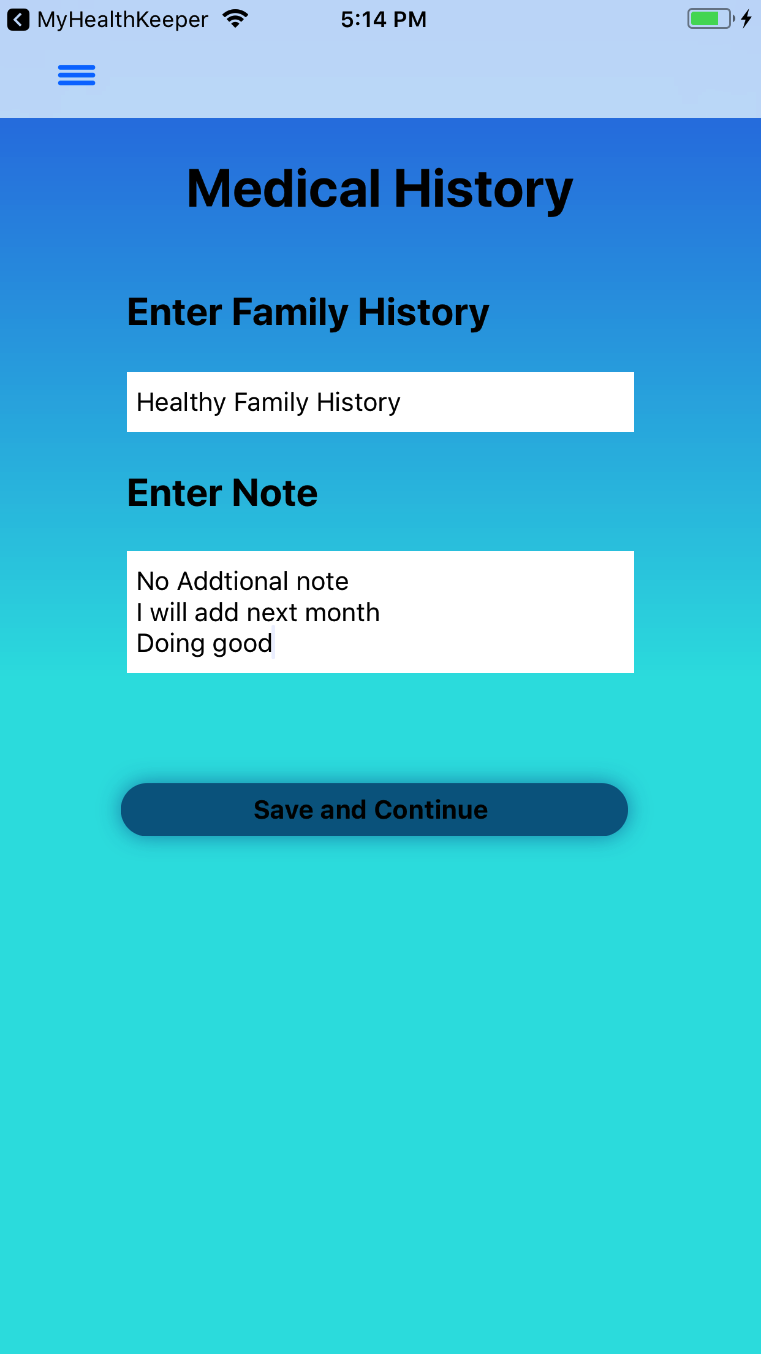 MyHealthKeeper 5:14 PM
Medical History
Enter Family History
Healthy Family History
Enter Note
No Addtional note
I will add next month
Doing good
Save and Continue